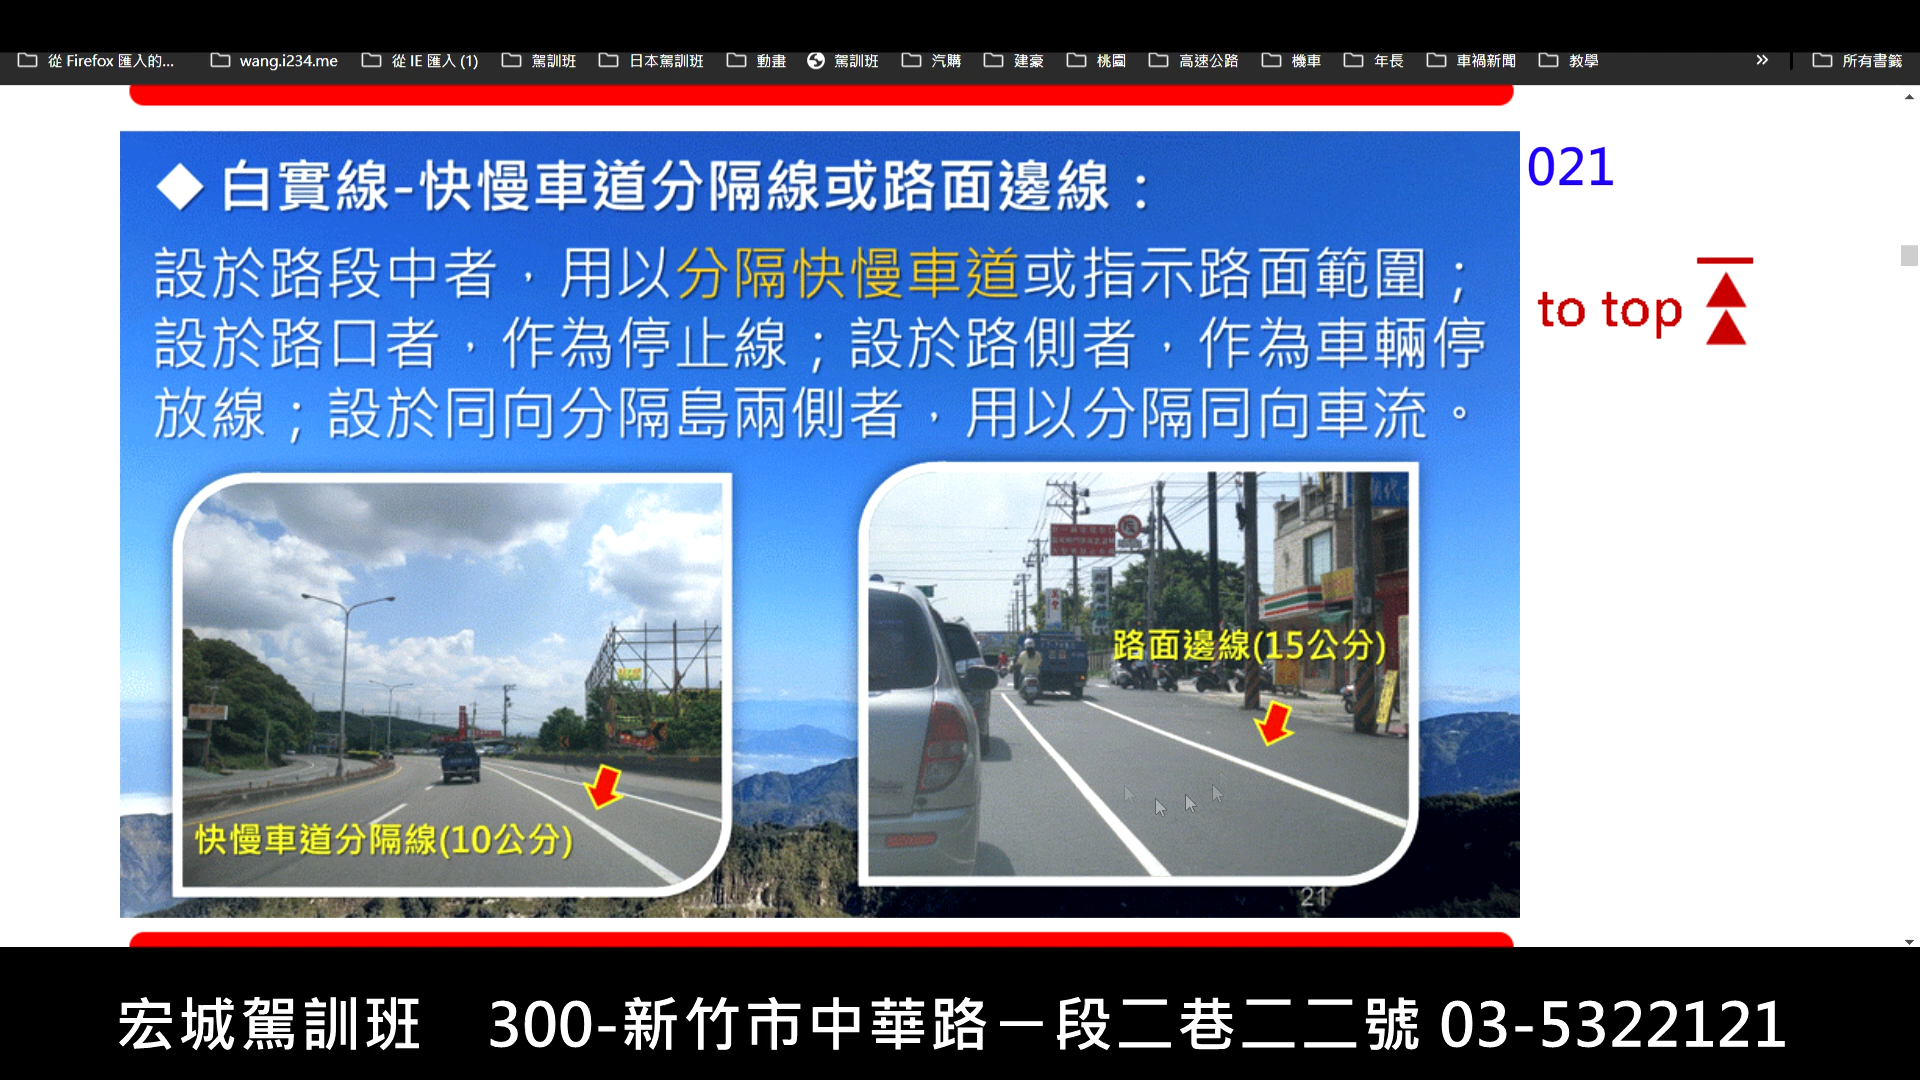 從 Firefox 匯入的... wang.i234.me 從 IE 匯入 (1) 駕訓班 日本駕訓班 動畫 駕訓班 汽購 建豪 桃園 高速公路 機車 年長 車禍新聞 教學 » 所有書籤
021
to top
◆白實線-快慢車道分隔線或路面邊線：
設於路段中者，用以分隔快慢車道或指示路面範圍；
設於路口者，作為停止線；設於路側者，作為車輛停
放線；設於同向分隔島兩側者，用以分隔同向車流。
路面邊線(15公分)
快慢車道分隔線(10公分)
21
宏城駕訓班 300-新竹市中華路一段二巷二二號 03-5322121